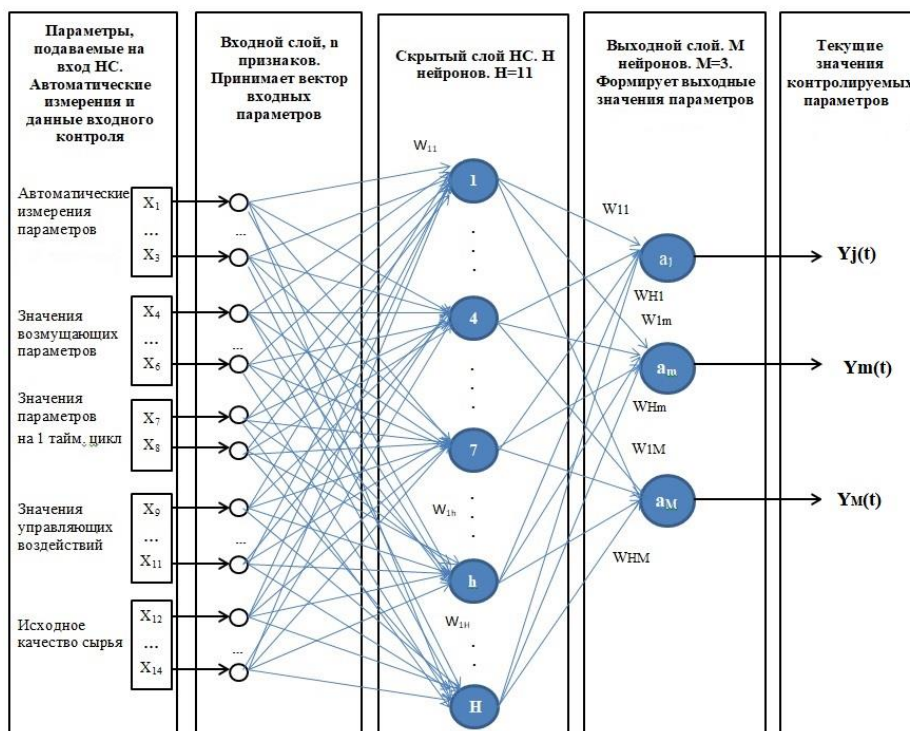 Параметры,
подаваемые на
вход НС.
Автоматические
измерения и
данные входного
контроля
Входной слой, n
признаков.
Принимает вектор
входных
параметров
Скрытый слой НС. H
нейронов. H=11
Выходной слой. M
нейронов. M=3.
Формирует выходные
значения параметров
Текущие
значения
контролируемых
параметров
Автоматические
измерения
параметров
X1
...
X3
Значения
возмущающих
параметров
X4
...
X6
Значения
параметров
на 1 тайм. цикл
X7
X8
Значения
управляющих
воздействий
X9
...
X11
Исходное
качество сырья
X12
...
X14
...
...
...
...
W11
1
4
7
W1h
h
W1H
H
W11
a1
WH1
W1m
am
WHm
W1M
aM
WHM
Yj(t)
Ym(t)
YM(t)